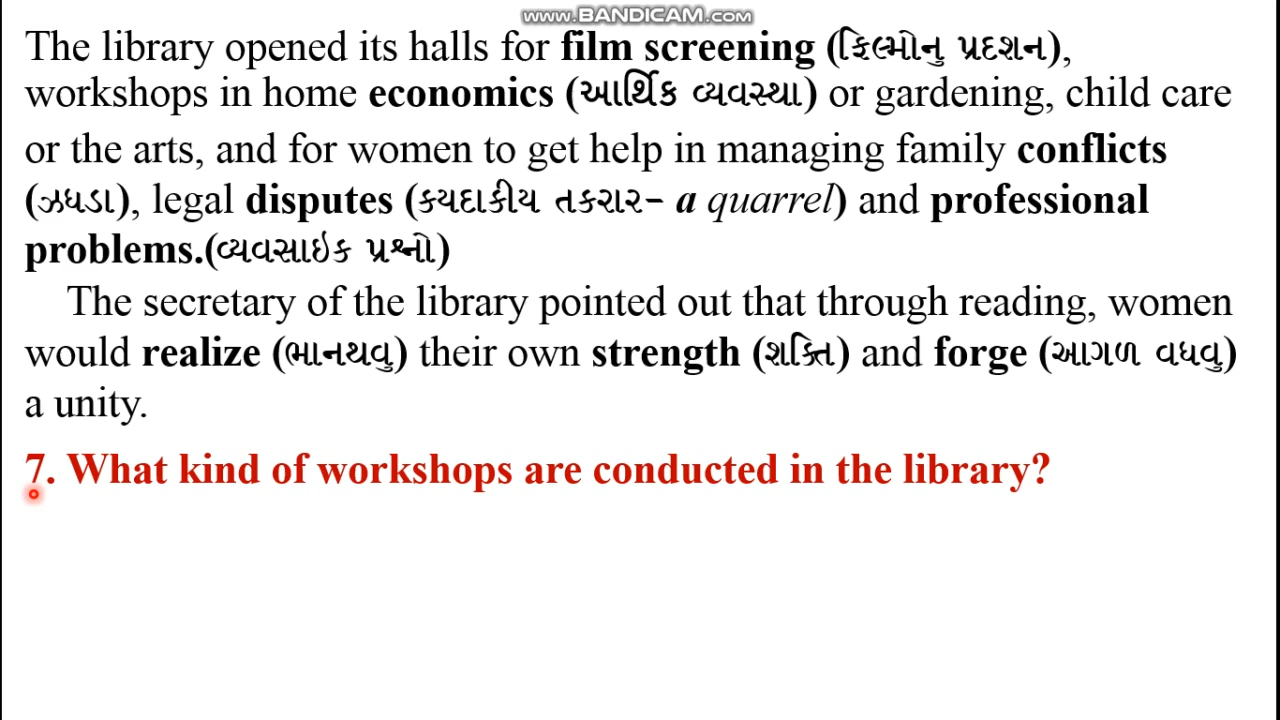 www.BANDICAM.com
The library opened its halls for film screening (ફિલ્મોનુ પ્રદશન),
workshops in home economics (આર્થિક વ્યવસ્થા) or gardening, child care
or the arts, and for women to get help in managing family conflicts
(ઝઘડા), legal disputes (કયદાકીય તકરાર- a quarrel) and professional
problems.(વ્યવસાઇક પ્રશ્નો)
The secretary of the library pointed out that through reading, women
would realize (ભાનથવુ) their own strength (શક્તિ) and forge (આગળ વધવુ)
a unity.
7. What kind of workshops are conducted in the library?